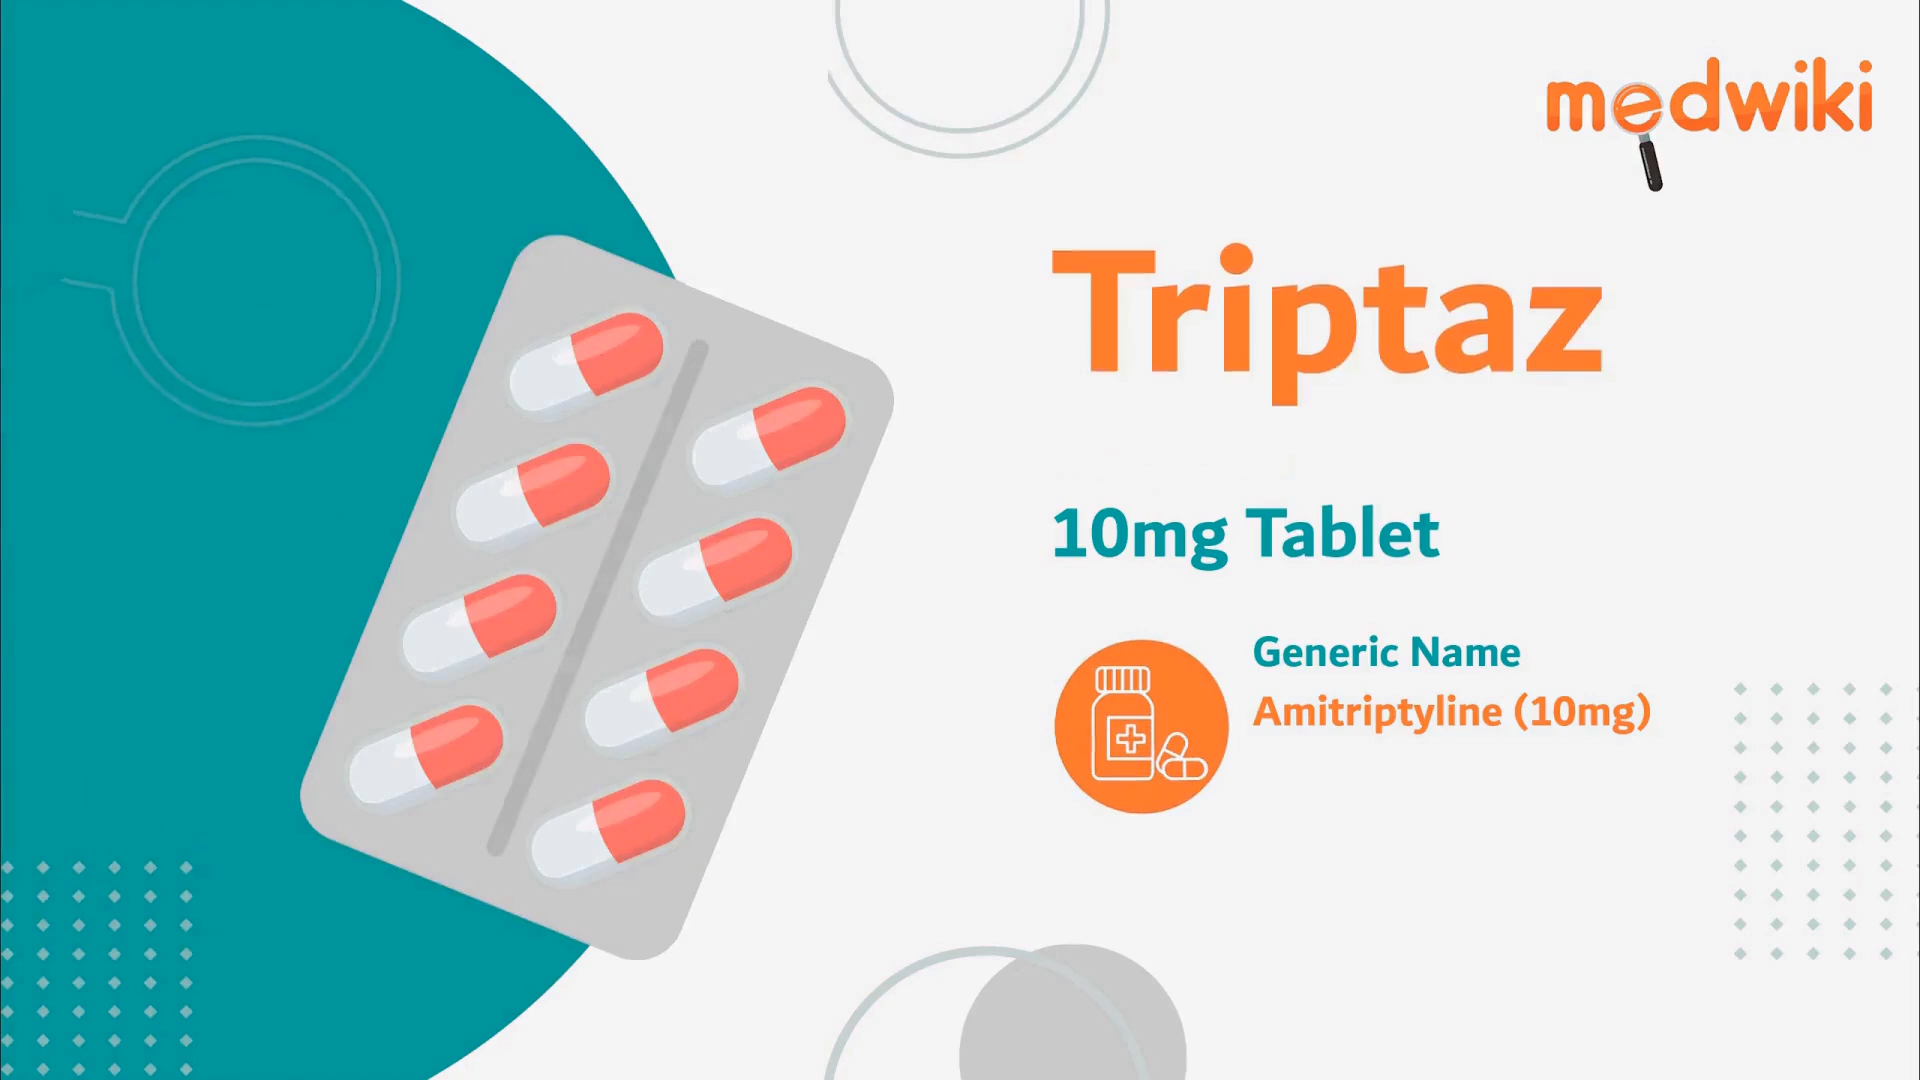 medwiki
Triptaz
10mg Tablet
Generic Name
Amitriptyline (10mg)